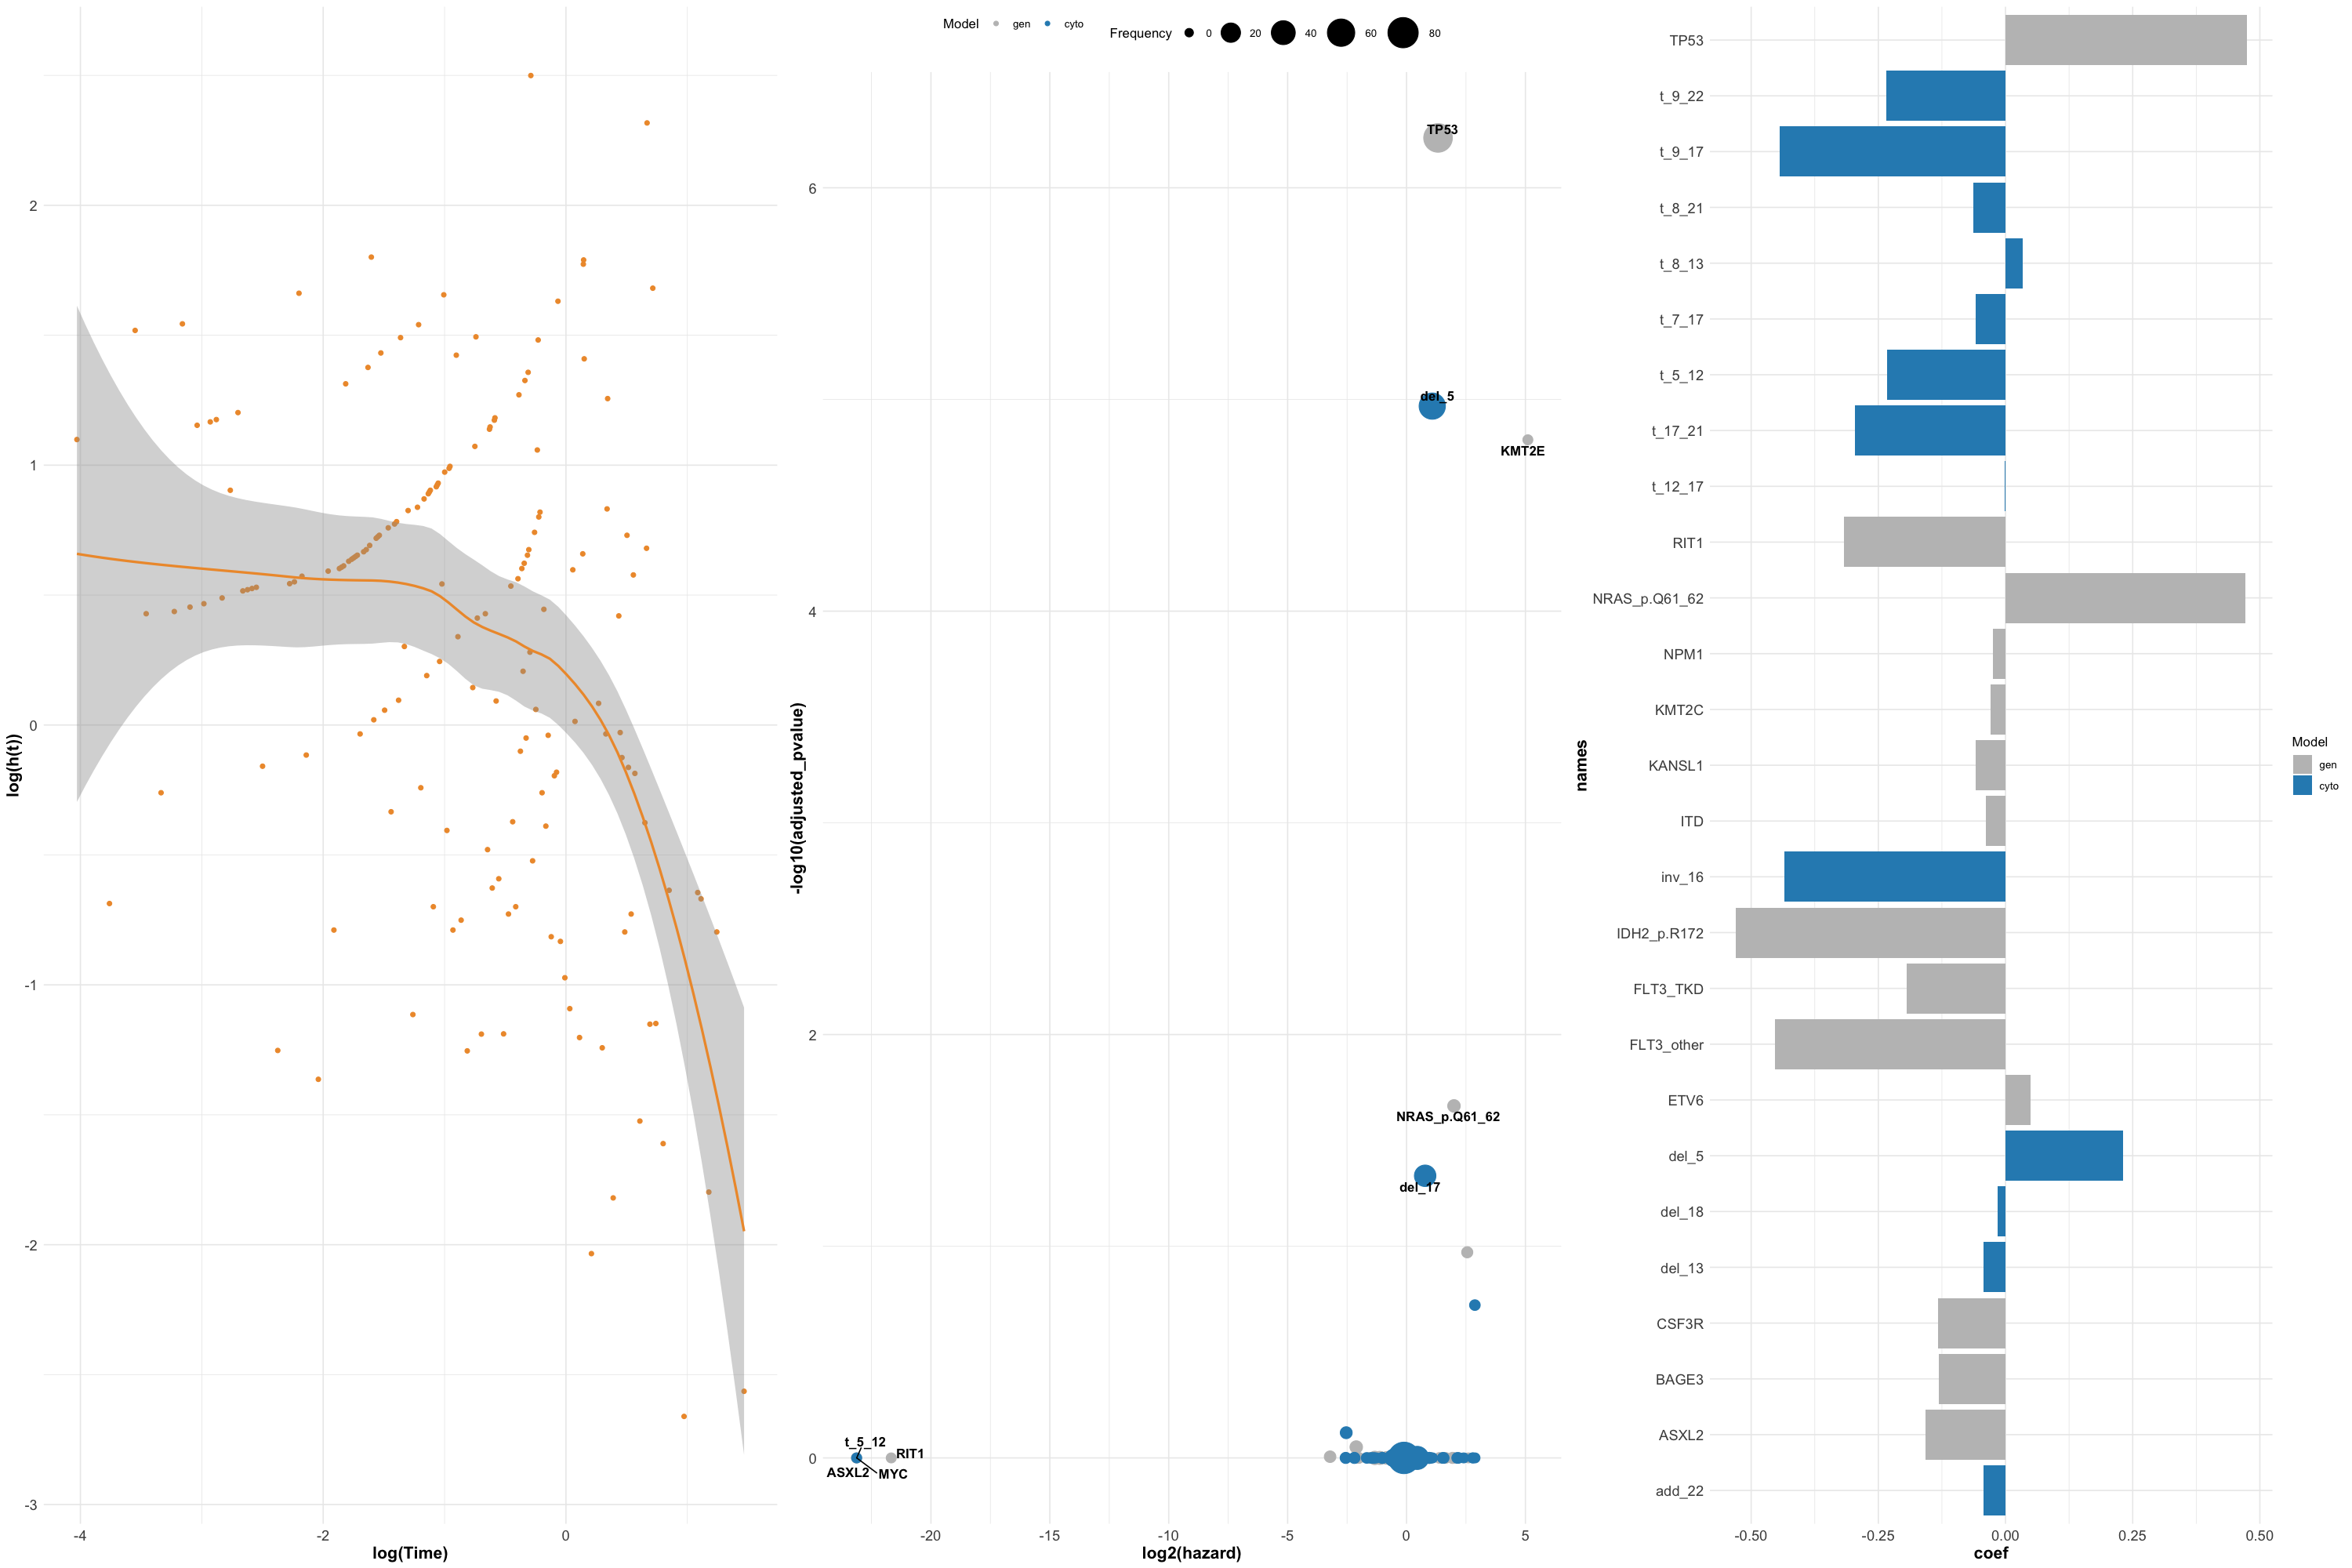 log(h(t))
2
1
0
-1
-2
-3
-4
-2
0
log(Time)
Model
gen
cyto
Frequency
0
20
40
60
80
-log10(adjusted_pvalue)
6
4
2
0
TP53
del_5
KMT2E
NRAS_p.Q61_62
del_17
t_5_12
RIT1
ASXL2
MYC
-20
-15
-10
-5
0
5
log2(hazard)
names
TP53
t_9_22
t_9_17
t_8_21
t_8_13
t_7_17
t_5_12
t_17_21
t_12_17
RIT1
NRAS_p.Q61_62
NPM1
KMT2C
KANSL1
ITD
inv_16
IDH2_p.R172
FLT3_TKD
FLT3_other
ETV6
del_5
del_18
del_13
CSF3R
BAGE3
ASXL2
add_22
-0.50
-0.25
0.00
0.25
0.50
coef
Model
gen
cyto